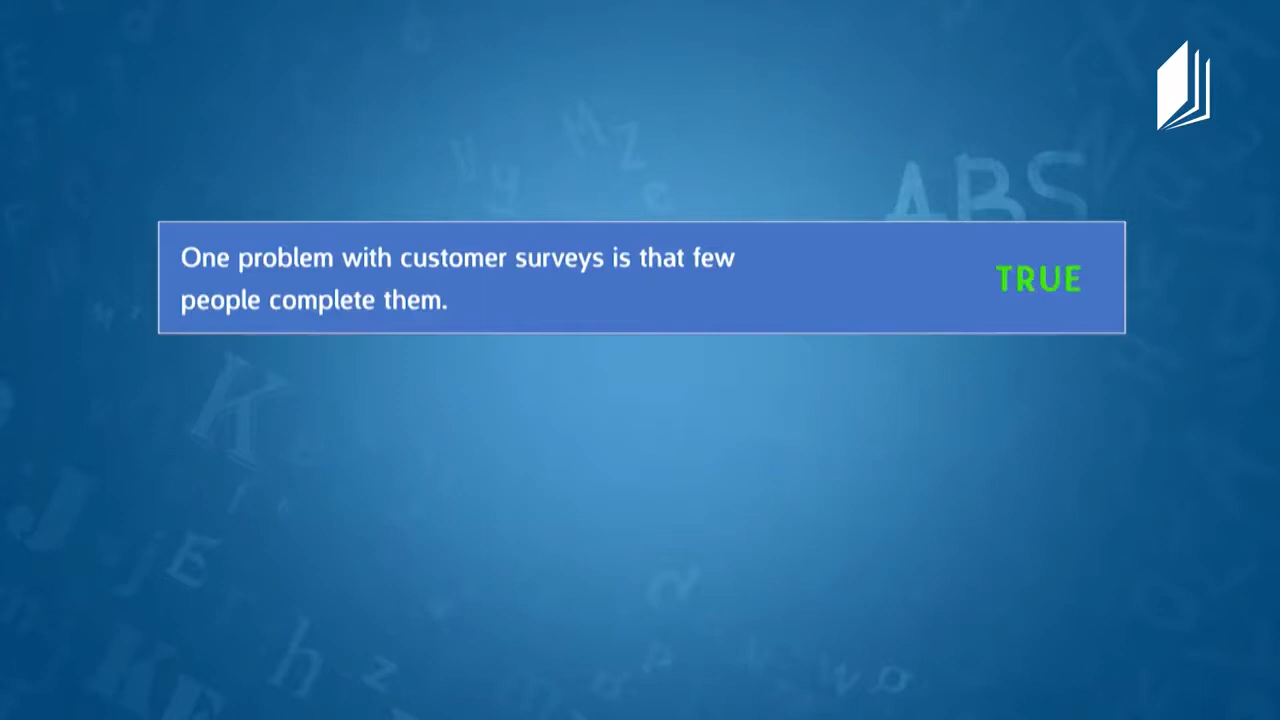 One problem with customer surveys is that few
people complete them.
TRUE